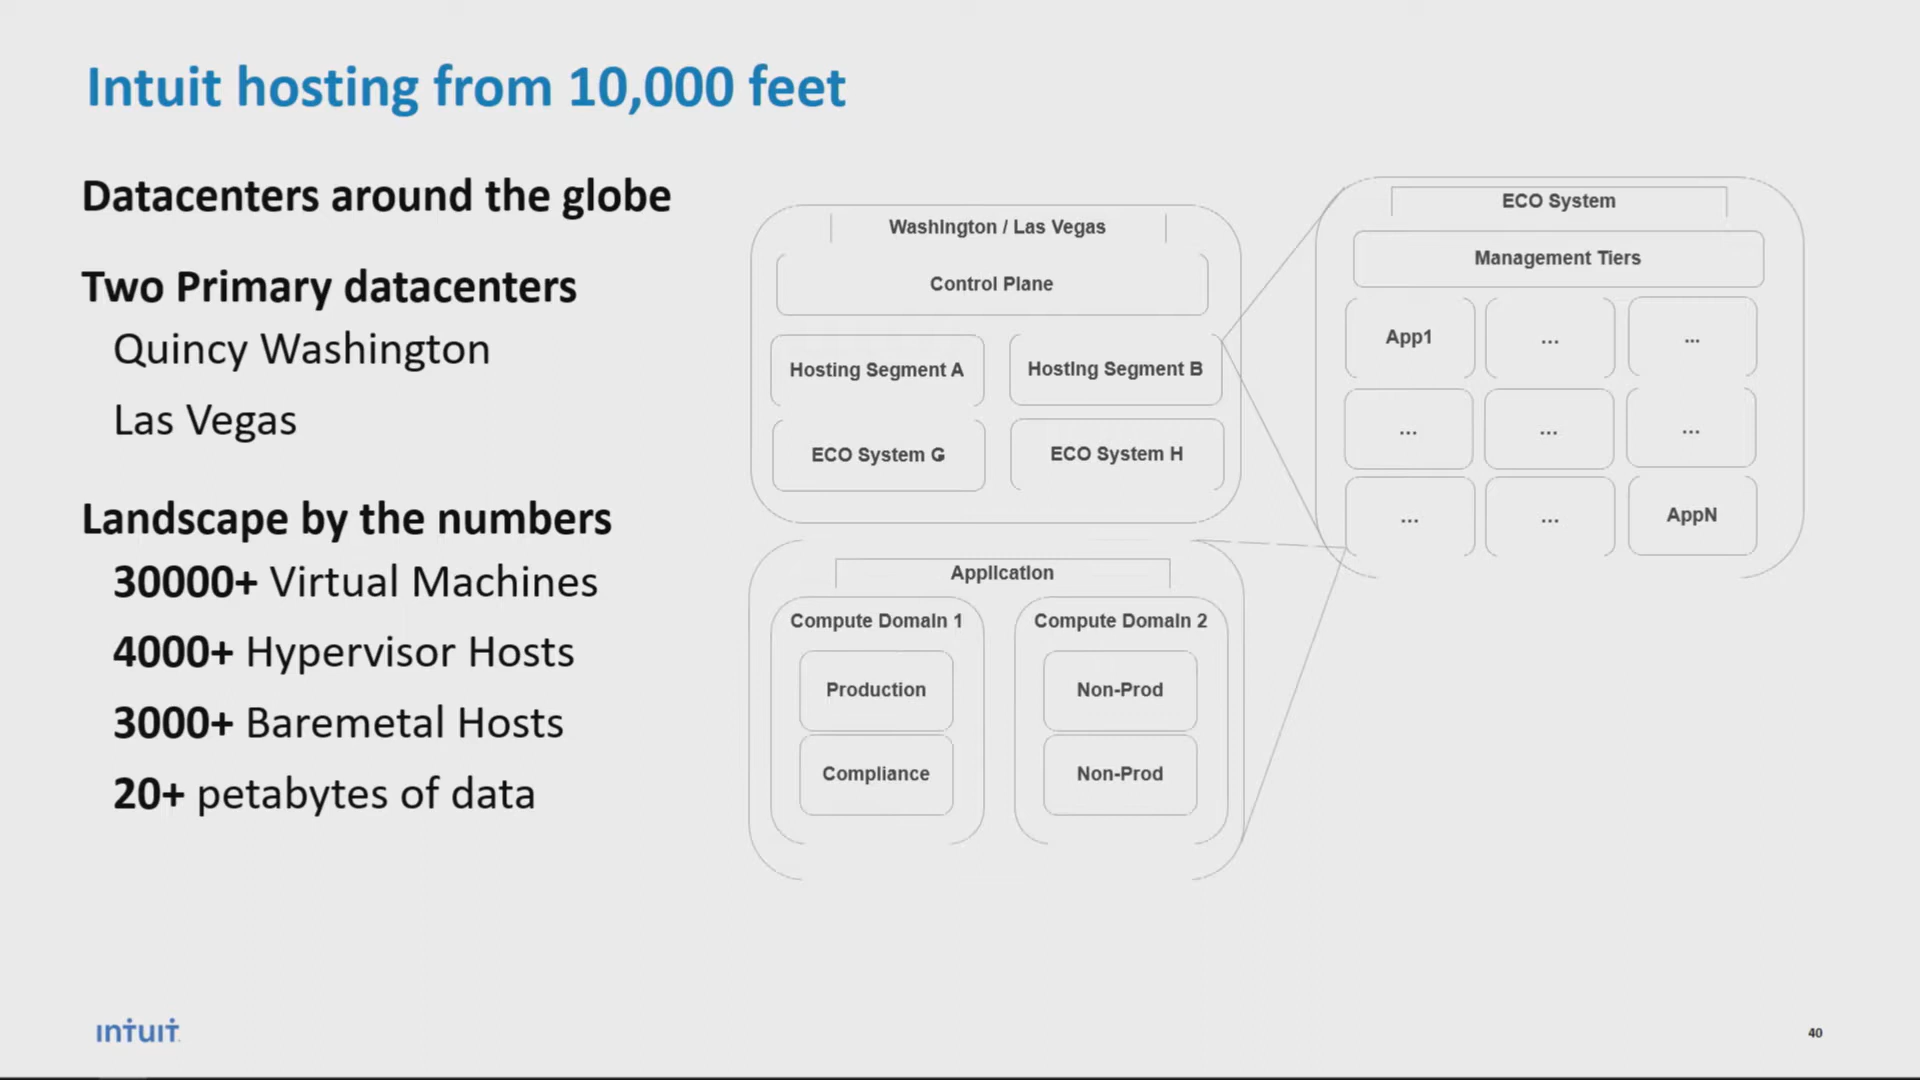 Intuit hosting from 10,000 feet
Datacenters around the globe
Two Primary datacenters
Quincy Washington
Las Vegas
Landscape by the numbers
30000+ Virtual Machines
4000+ Hypervisor Hosts
3000+ Baremetal Hosts
20+ petabytes of data
Washington / Las Vegas
Control Plane
Hosting Segment A
Hosting Segment B
ECO System G
ECO System H
ECO System
Management Tiers
App1
...
...
...
...
...
...
...
AppN
Application
Compute Domain 1
Compute Domain 2
Production
Non-Prod
Compliance
Non-Prod
intuit
40